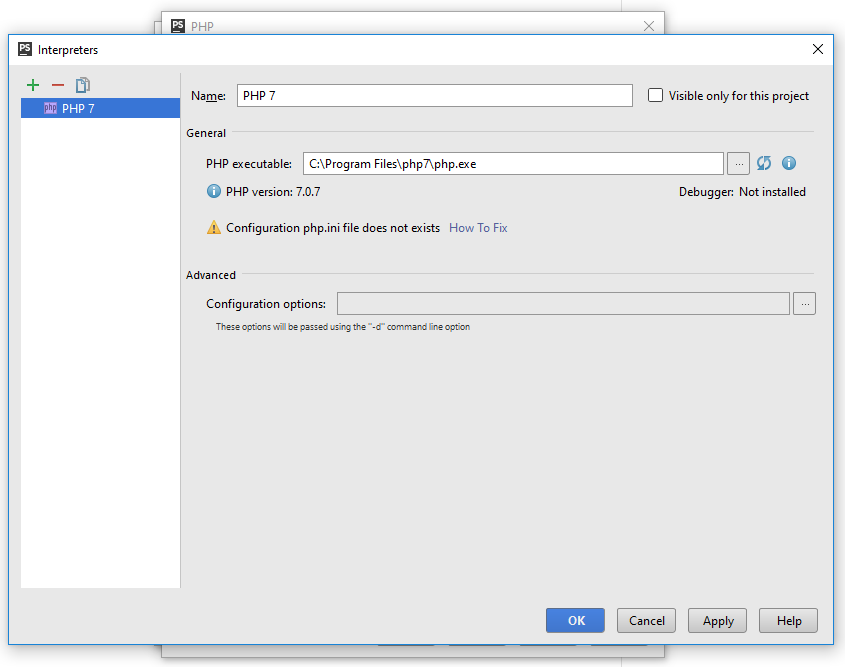 PS PHP
PS Interpreters
php PHP 7
Name: PHP 7 Visible only for this project
General
PHP executable: C:\Program Files\php7\php.exe ...
PHP version: 7.0.7 Debugger: Not installed
Configuration php.ini file does not exists How To Fix
Advanced
Configuration options: ...
These options will be passed using the "-d" command line option
OK Cancel Apply Help